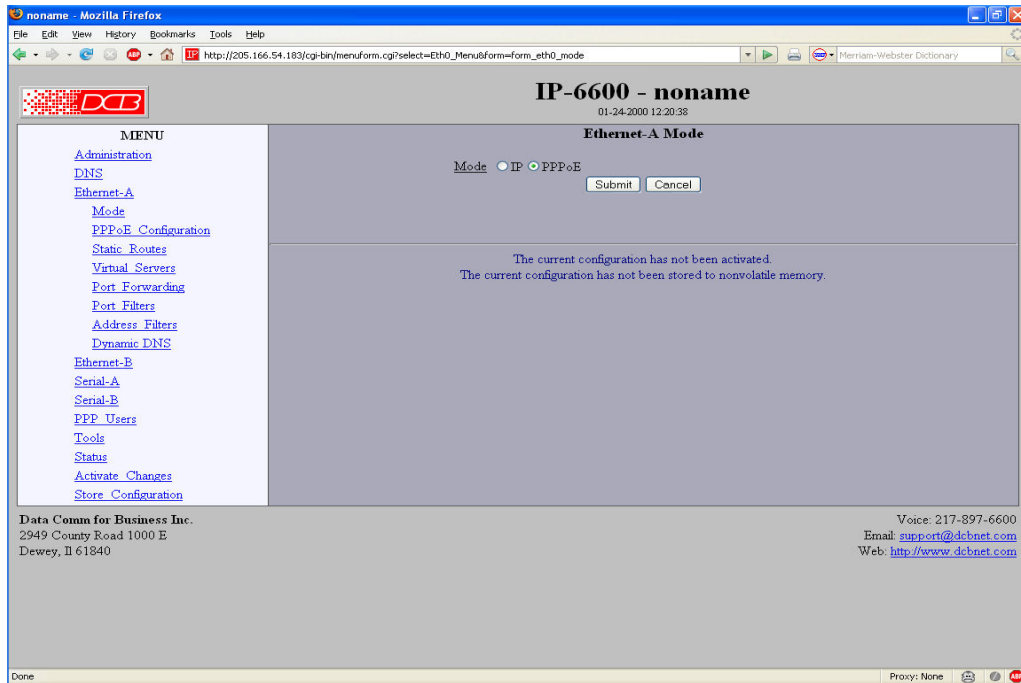 noname - Mozilla Firefox
File Edit View History Bookmarks Tools Help
ABP IP http://205.166.54.183/cgi-bin/menuform.cgi?select=Eth0_Menu&form=form_eth0_mode Merriam-Webster Dictionary
DCB
IP-6600 - noname
01-24-2000 12:20:38
MENU
Administration
DNS
Ethernet-A
Mode
PPPoE Configuration
Static Routes
Virtual Servers
Port Forwarding
Port Filters
Address Filters
Dynamic DNS
Ethernet-B
Serial-A
Serial-B
PPP Users
Tools
Status
Activate Changes
Store Configuration
Ethernet-A Mode
Mode IP PPPoE
Submit Cancel
The current configuration has not been activated.
The current configuration has not been stored to nonvolatile memory.
Data Comm for Business Inc.
2949 County Road 1000 E
Dewey, Il 61840
Voice: 217-897-6600
Email: support@dcbnet.com
Web: http://www.dcbnet.com
Done Proxy: None ABP